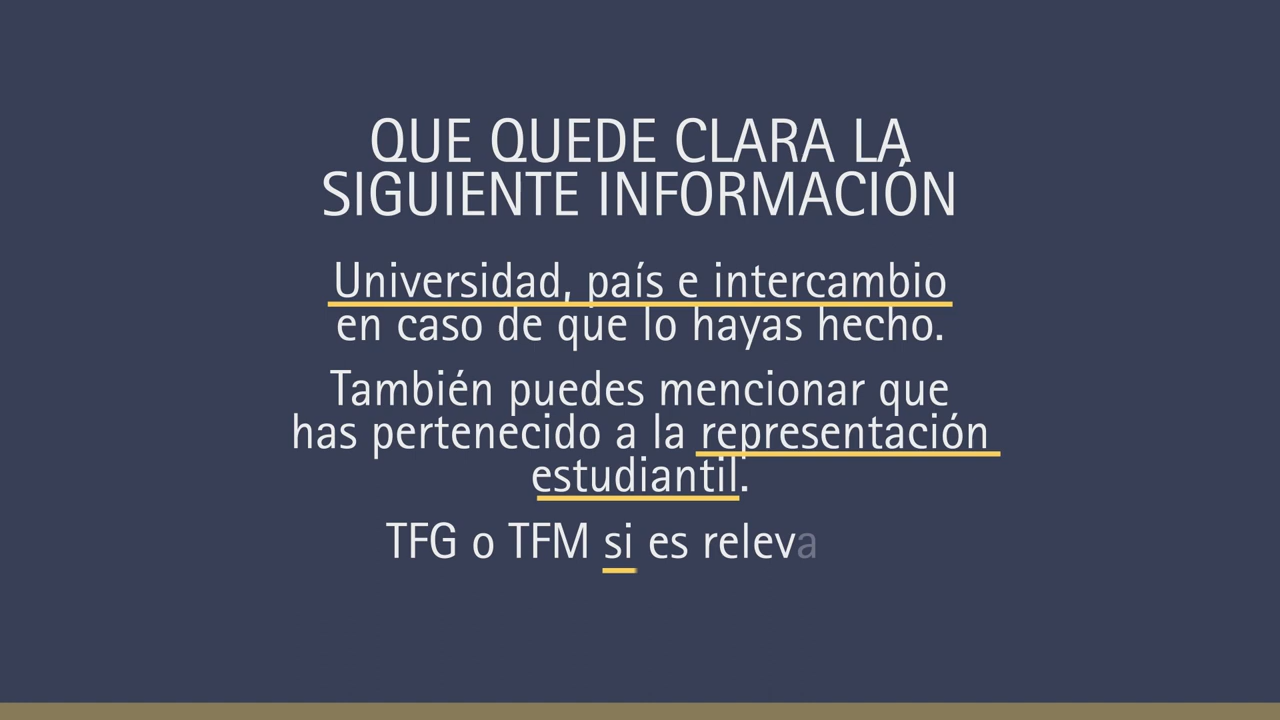 QUE QUEDE CLARA LA
SIGUIENTE INFORMACIÓN
Universidad, país e intercambio
en caso de que lo hayas hecho.
También puedes mencionar que
has pertenecido a la representación
estudiantil.
TFG o TFM si es releva